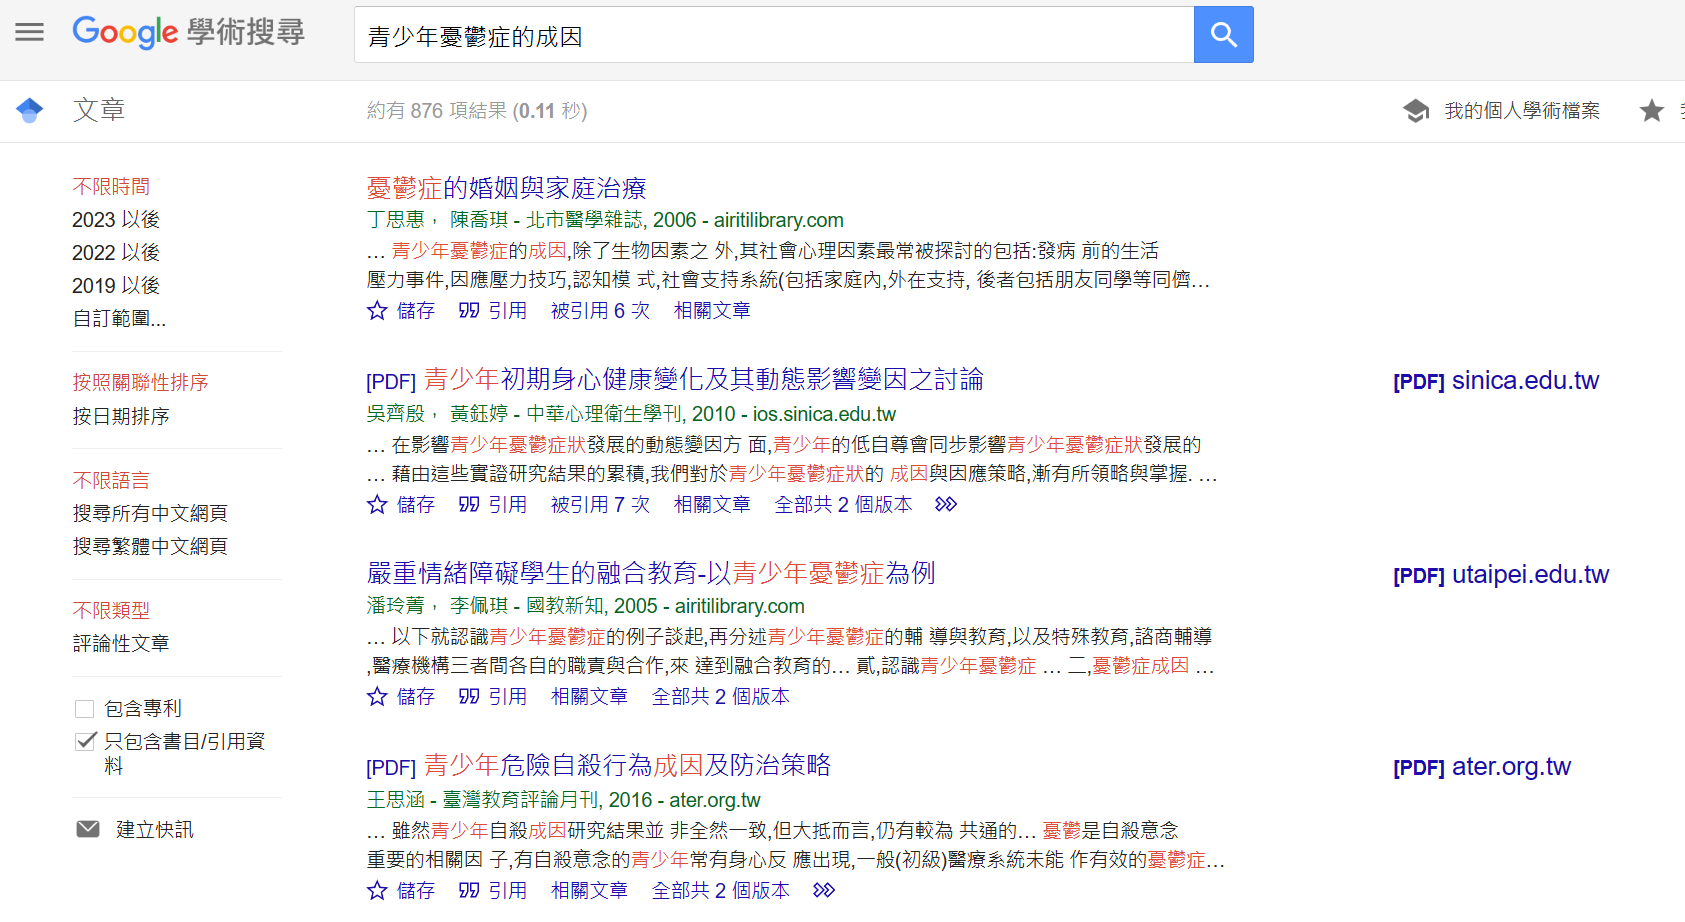 Google 學術搜尋
青少年憂鬱症的成因
文章
約有 876 項結果 (0.11 秒)
我的個人學術檔案
不限時間
2023 以後
2022 以後
2019 以後
自訂範圍...
按照關聯性排序
按日期排序
不限語言
搜尋所有中文網頁
搜尋繁體中文網頁
不限類型
評論性文章
包含專利
只包含書目/引用資
料
建立快訊
憂鬱症的婚姻與家庭治療
丁思惠， 陳喬琪 - 北市醫學雜誌, 2006 - airitilibrary.com
… 青少年憂鬱症的成因,除了生物因素之 外,其社會心理因素最常被探討的包括:發病 前的生活
壓力事件,因應壓力技巧,認知模 式,社會支持系統(包括家庭內,外在支持, 後者包括朋友同學等同儕…
儲存 引用 被引用 6 次 相關文章
[PDF] 青少年初期身心健康變化及其動態影響變因之討論
[PDF] sinica.edu.tw
吳齊殷， 黃鈺婷 - 中華心理衛生學刊, 2010 - ios.sinica.edu.tw
… 在影響青少年憂鬱症狀發展的動態變因方 面,青少年的低自尊會同步影響青少年憂鬱症狀發展的
… 藉由這些實證研究結果的累積,我們對於青少年憂鬱症狀的 成因與因應策略,漸有所領略與掌握. …
儲存 引用 被引用 7 次 相關文章 全部共 2 個版本
嚴重情緒障礙學生的融合教育-以青少年憂鬱症為例
[PDF] utaipei.edu.tw
潘玲菁， 李佩琪 - 國教新知, 2005 - airitilibrary.com
… 以下就認識青少年憂鬱症的例子談起,再分述青少年憂鬱症的輔 導與教育,以及特殊教育,諮商輔導
,醫療機構三者間各自的職責與合作,來 達到融合教育的… 貳,認識青少年憂鬱症 … 二,憂鬱症成因 …
儲存 引用 相關文章 全部共 2 個版本
[PDF] 青少年危險自殺行為成因及防治策略
[PDF] ater.org.tw
王思涵 - 臺灣教育評論月刊, 2016 - ater.org.tw
… 雖然青少年自殺成因研究結果並 非全然一致,但大抵而言,仍有較為 共通的… 憂鬱是自殺意念
重要的相關因 子,有自殺意念的青少年常有身心反 應出現,一般(初級)醫療系統未能 作有效的憂鬱症…
儲存 引用 相關文章 全部共 2 個版本